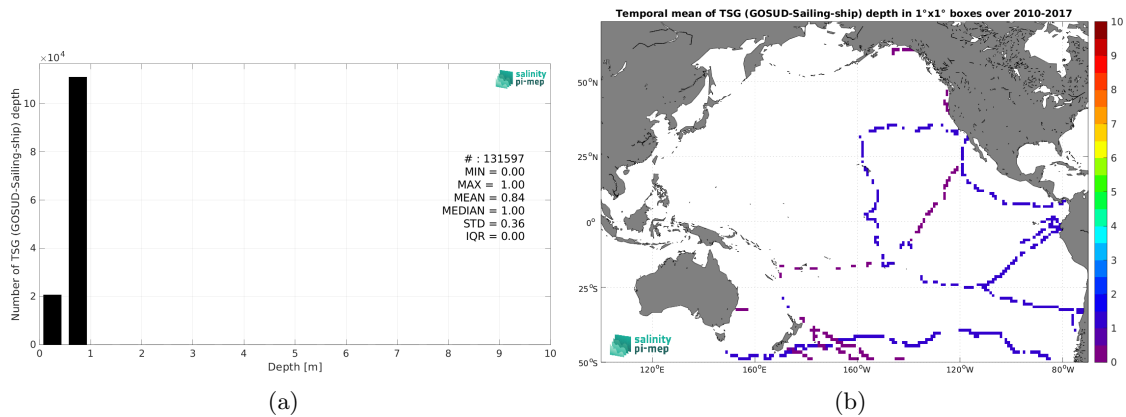 ×10⁴
10
8
6
4
2
0
Number of TSG (GOSUD-Sailing-ship) depth
salinity
pi-mep
# : 131597
MIN = 0.00
MAX = 1.00
MEAN = 0.84
MEDIAN = 1.00
STD = 0.36
IQR = 0.00
0 1 2 3 4 5 6 7 8 9 10
Depth [m]
(a)
Temporal mean of TSG (GOSUD-Sailing-ship) depth in 1°x1° boxes over 2010-2017
50°N
25°N
0°
25°S
50°S
120°E
160°E
160°W
120°W
80°W
salinity
pi-mep
10
9
8
7
6
5
4
3
2
1
0
(b)